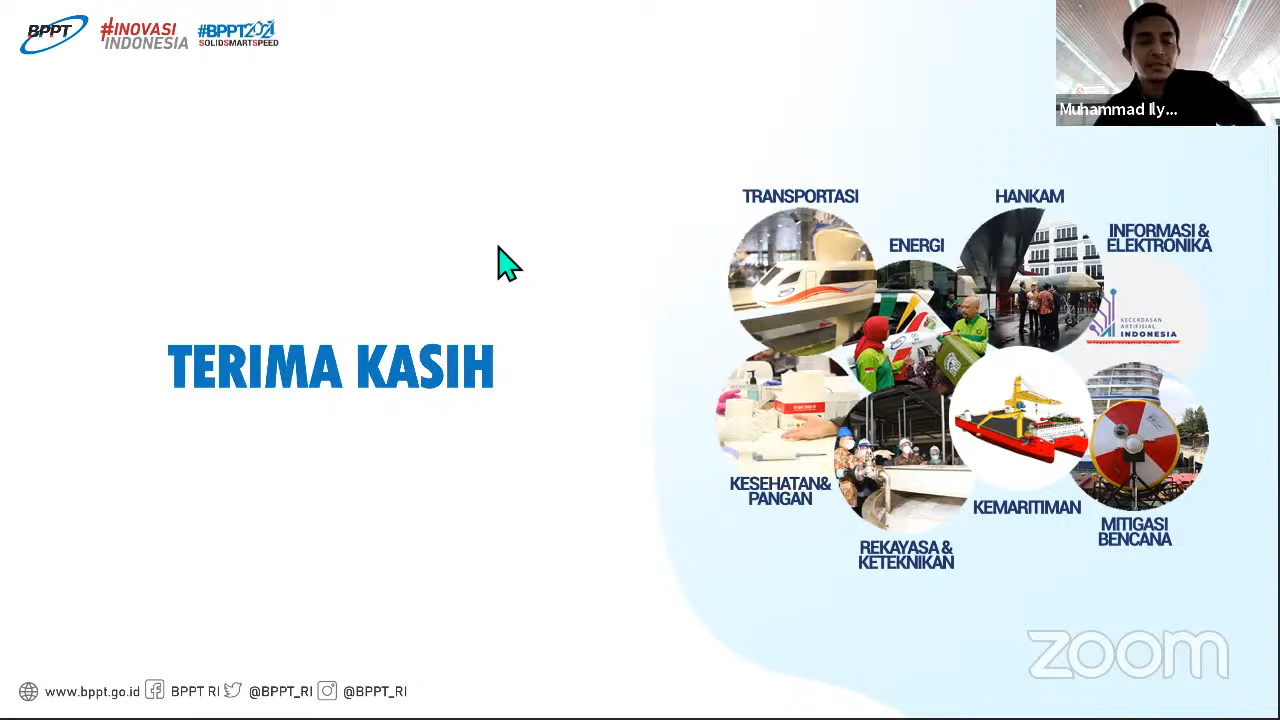 BPPT
#INOVASI
INDONESIA
#BPPT2021
SOLIDSMARTSPEED
Muhammad Ily...
TRANSPORTASI
HANKAM
ENERGI
INFORMASI &
ELEKTRONIKA
KECERDASAN
ARTIFISIAL
INDONESIA
TERIMA KASIH
KESEHATAN&
PANGAN
KEMARITIMAN
MITIGASI
BENCANA
REKAYASA &
KETEKNIKAN
zoom
www.bppt.go.id BPPT RI @BPPT_RI @BPPT_RI